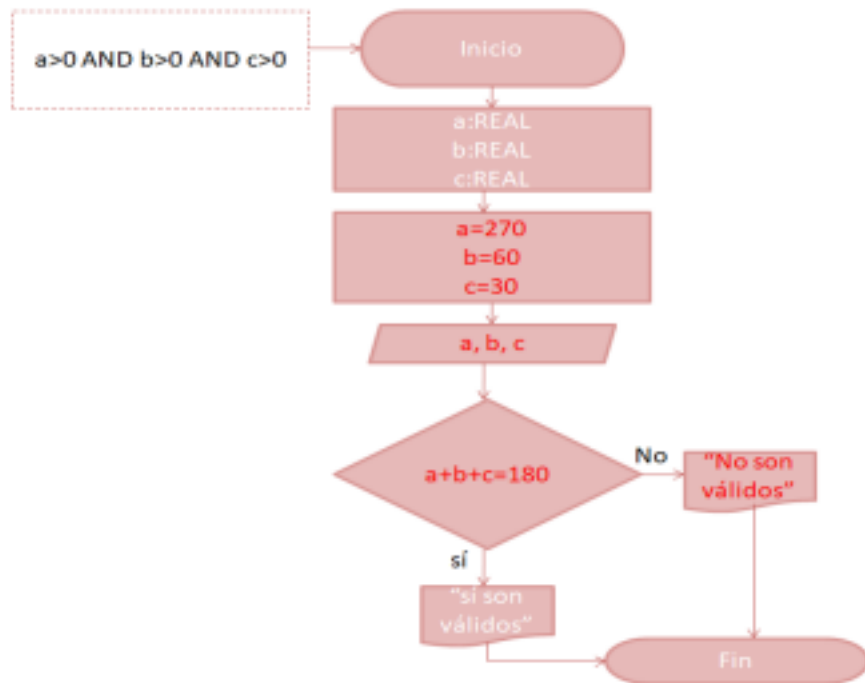 a>0 AND b>0 AND c>0
Inicio
a:REAL
b:REAL
c:REAL
a=270
b=60
c=30
a, b, c
a+b+c=180
No
"No son
válidos"
sí
"sí son
válidos"
Fin